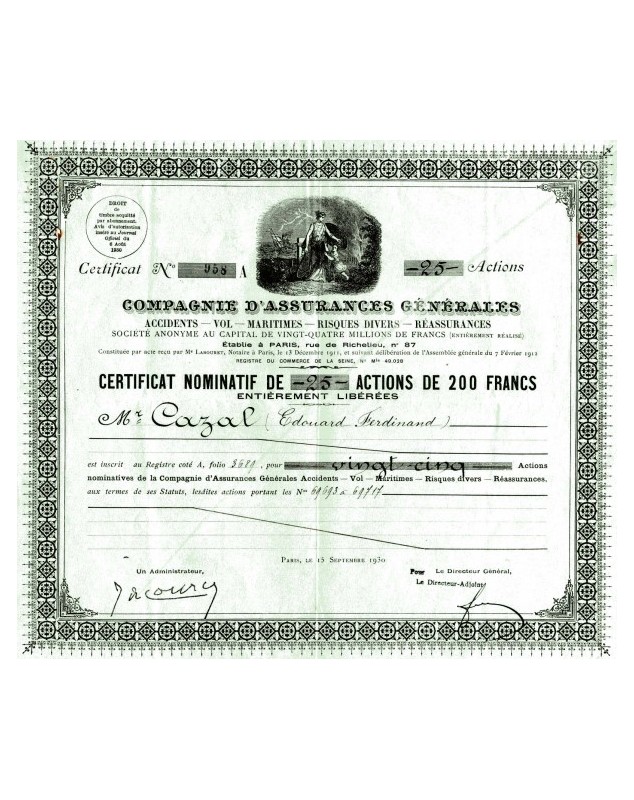 DROIT
de
timbre acquitté
par abonnement.
Avis d'autorisation
inséré au Journal
Officiel du
8 Août
1930
Certificat No 958 A
-25- Actions
COMPAGNIE D'ASSURANCES GÉNÉRALES
ACCIDENTS — VOL — MARITIMES — RISQUES DIVERS — RÉASSURANCES
SOCIÉTÉ ANONYME AU CAPITAL DE VINGT-QUATRE MILLIONS DE FRANCS (ENTIÈREMENT RÉALISÉ)
Établie à PARIS, rue de Richelieu, n° 87
Constituée par acte reçu par Me LABOURET, Notaire à Paris, le 13 Décembre 1911, et suivant délibération de l'Assemblée générale du 7 Février 1912
REGISTRE DU COMMERCE DE LA SEINE, No Mle 49.028
CERTIFICAT NOMINATIF DE -25- ACTIONS DE 200 FRANCS
ENTIÈREMENT LIBÉRÉES
Mr Cazal (Edouard Ferdinand)
est inscrit au Registre coté A, folio 3689, pour vingt-cinq Actions
nominatives de la Compagnie d'Assurances Générales Accidents — Vol — Maritimes — Risques divers — Réassurances,
aux termes de ses Statuts, lesdites actions portant les Nos 69693 à 69717.
PARIS, LE 15 SEPTEMBRE 1930
Un Administrateur,
Pour Le Directeur Général,
Le Directeur-Adjoint